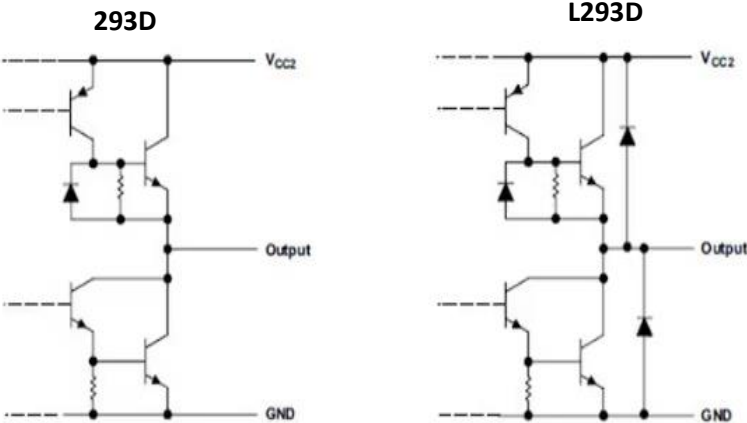 293D
L293D
VCC2
VCC2
Output
Output
GND
GND